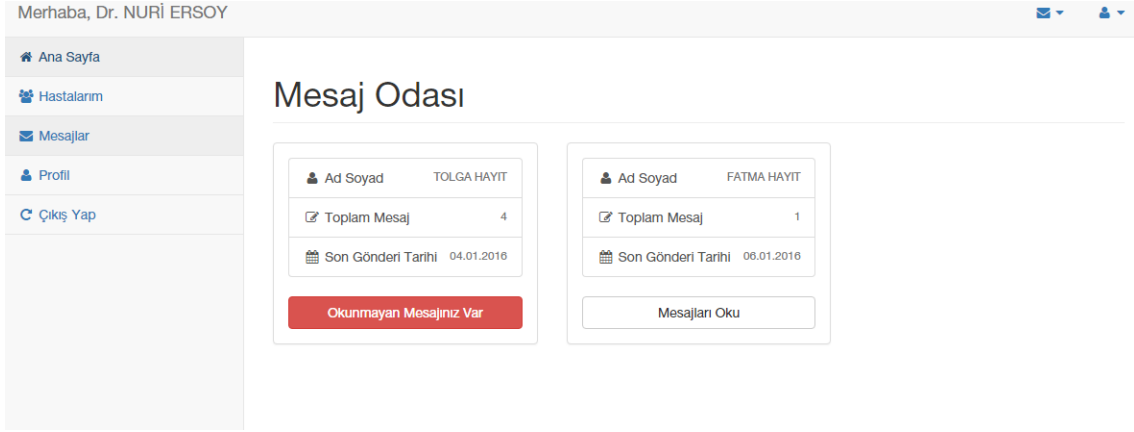 Merhaba, Dr. NURİ ERSOY
Ana Sayfa
Hastalarım
Mesajlar
Profil
Çıkış Yap
Mesaj Odası
Ad Soyad TOLGA HAYIT
Toplam Mesaj 4
Son Gönderi Tarihi 04.01.2016
Okunmayan Mesajınız Var
Ad Soyad FATMA HAYIT
Toplam Mesaj 1
Son Gönderi Tarihi 06.01.2016
Mesajları Oku